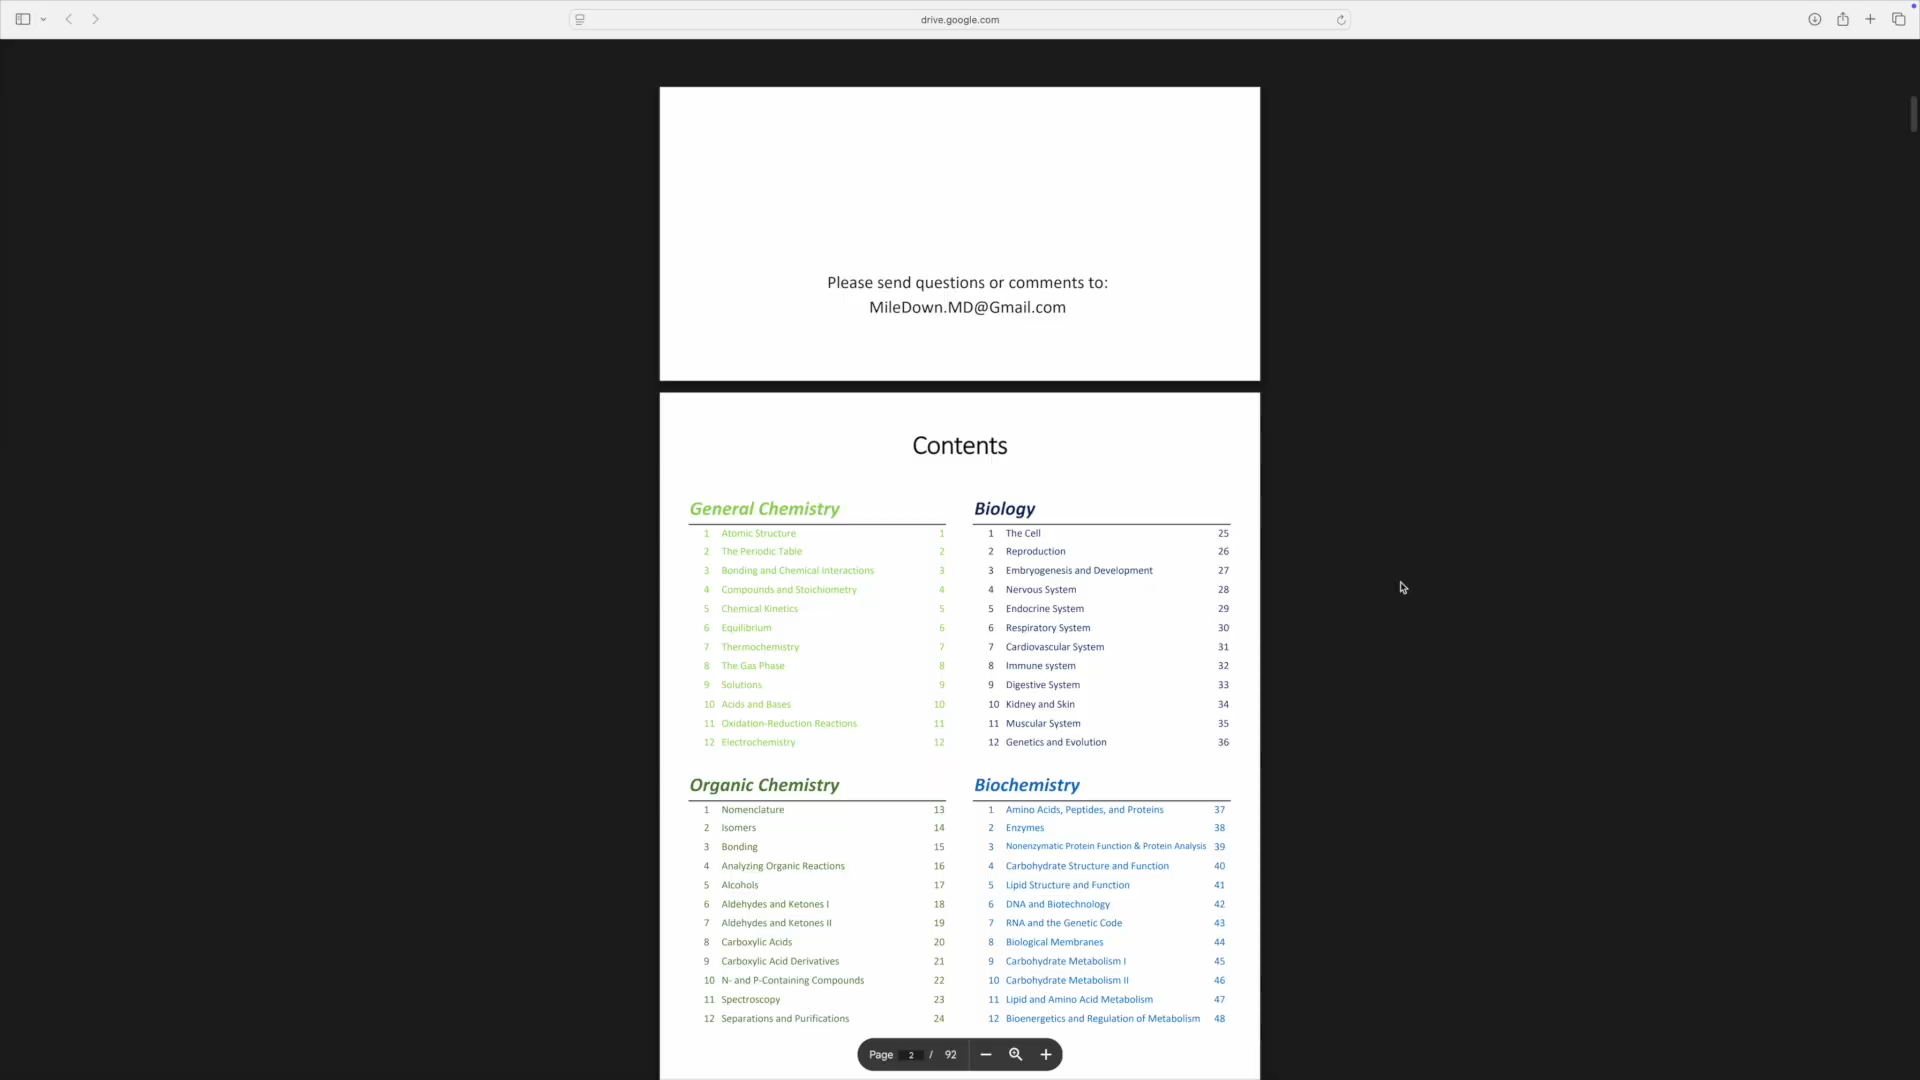 drive.google.com
Please send questions or comments to:
MileDown.MD@Gmail.com
Contents
General Chemistry
1 Atomic Structure 1
2 The Periodic Table 2
3 Bonding and Chemical Interactions 3
4 Compounds and Stoichiometry 4
5 Chemical Kinetics 5
6 Equilibrium 6
7 Thermochemistry 7
8 The Gas Phase 8
9 Solutions 9
10 Acids and Bases 10
11 Oxidation-Reduction Reactions 11
12 Electrochemistry 12
Biology
1 The Cell 25
2 Reproduction 26
3 Embryogenesis and Development 27
4 Nervous System 28
5 Endocrine System 29
6 Respiratory System 30
7 Cardiovascular System 31
8 Immune system 32
9 Digestive System 33
10 Kidney and Skin 34
11 Muscular System 35
12 Genetics and Evolution 36
Organic Chemistry
1 Nomenclature 13
2 Isomers 14
3 Bonding 15
4 Analyzing Organic Reactions 16
5 Alcohols 17
6 Aldehydes and Ketones I 18
7 Aldehydes and Ketones II 19
8 Carboxylic Acids 20
9 Carboxylic Acid Derivatives 21
10 N- and P-Containing Compounds 22
11 Spectroscopy 23
12 Separations and Purifications 24
Biochemistry
1 Amino Acids, Peptides, and Proteins 37
2 Enzymes 38
3 Nonenzymatic Protein Function & Protein Analysis 39
4 Carbohydrate Structure and Function 40
5 Lipid Structure and Function 41
6 DNA and Biotechnology 42
7 RNA and the Genetic Code 43
8 Biological Membranes 44
9 Carbohydrate Metabolism I 45
10 Carbohydrate Metabolism II 46
11 Lipid and Amino Acid Metabolism 47
12 Bioenergetics and Regulation of Metabolism 48
Page 2 / 92